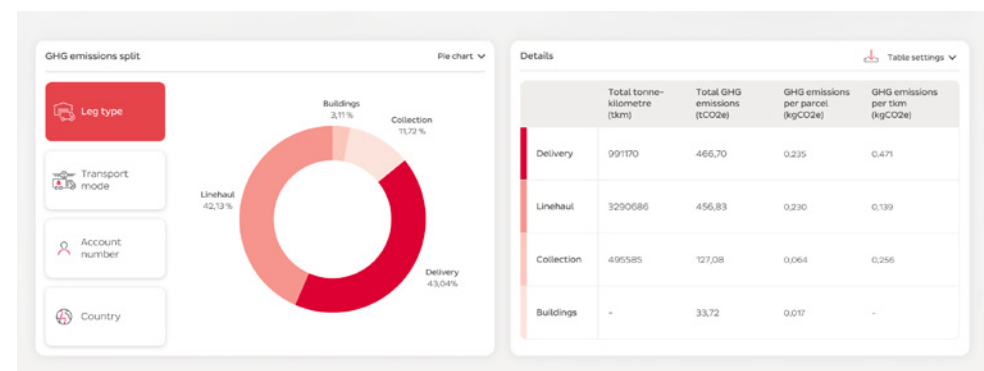 GHG emissions split
Pie chart
Leg type
Transport
mode
Account
number
Country
Buildings
3,11 %
Collection
11,72 %
Linehaul
42,13 %
Delivery
43,04%
Details
Table settings
Total tonne-
kilometre
(tkm)
Total GHG
emissions
(tCO2e)
GHG emissions
per parcel
(kgCO2e)
GHG emissions
per tkm
(kgCO2e)
Delivery 991170 466,70 0,235 0,471
Linehaul 3290686 456,83 0,230 0,139
Collection 495585 127,08 0,064 0,256
Buildings - 33,72 0,017 -